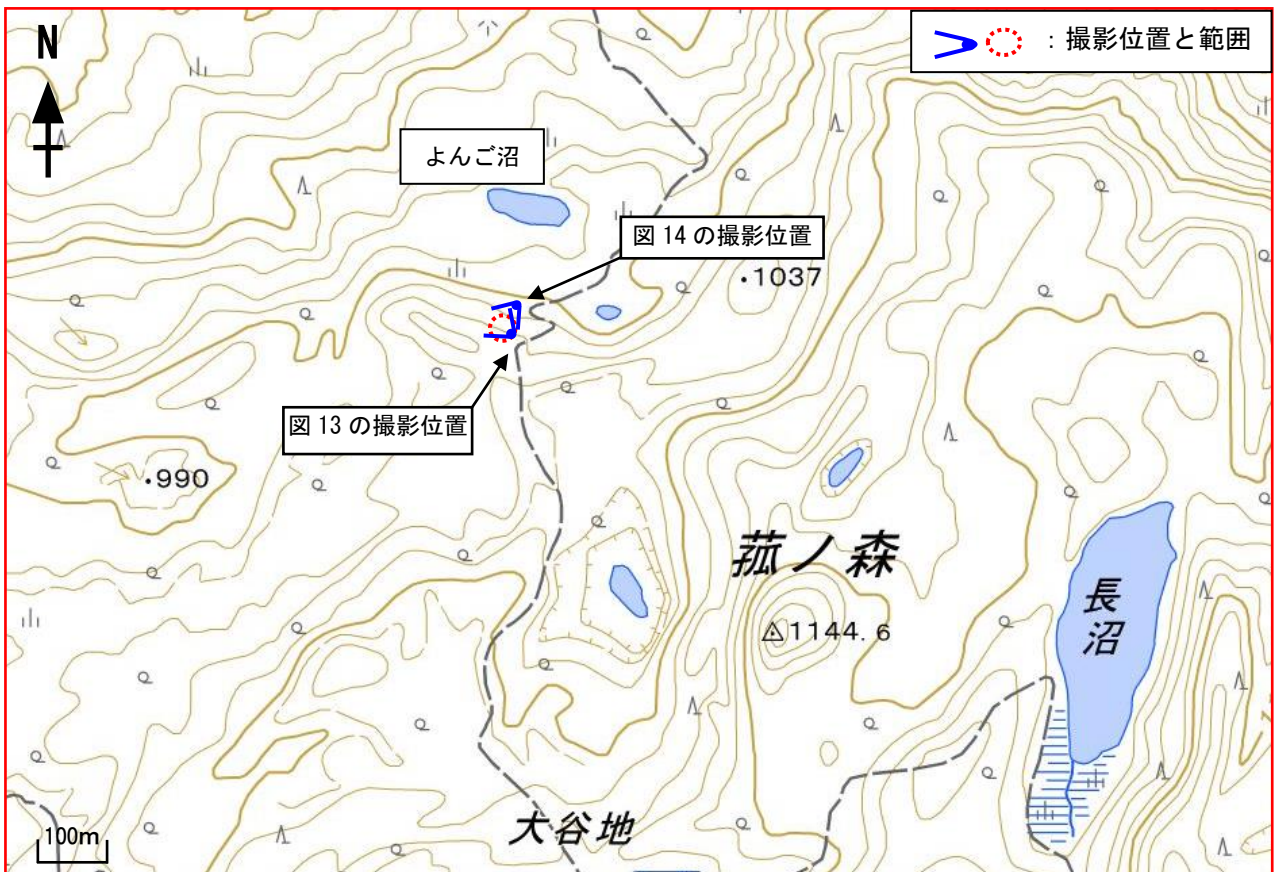 N
：撮影位置と範囲
よんご沼
図 14 の撮影位置
・1037
図 13 の撮影位置
・990
菰ノ森
1144.6
長沼
大谷地
100m